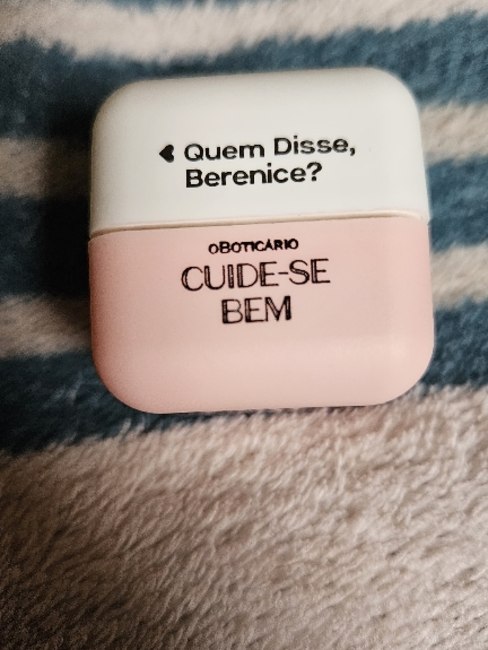 Quem Disse,
Berenice?
oBOTICÁRIO
CUIDE-SE
BEM